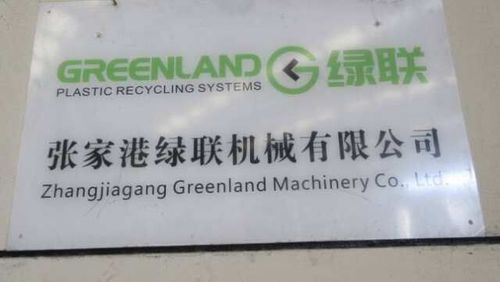 GREENLAND 绿联
PLASTIC RECYCLING SYSTEMS
张家港绿联机械有限公司
Zhangjiagang Greenland Machinery Co., Ltd.